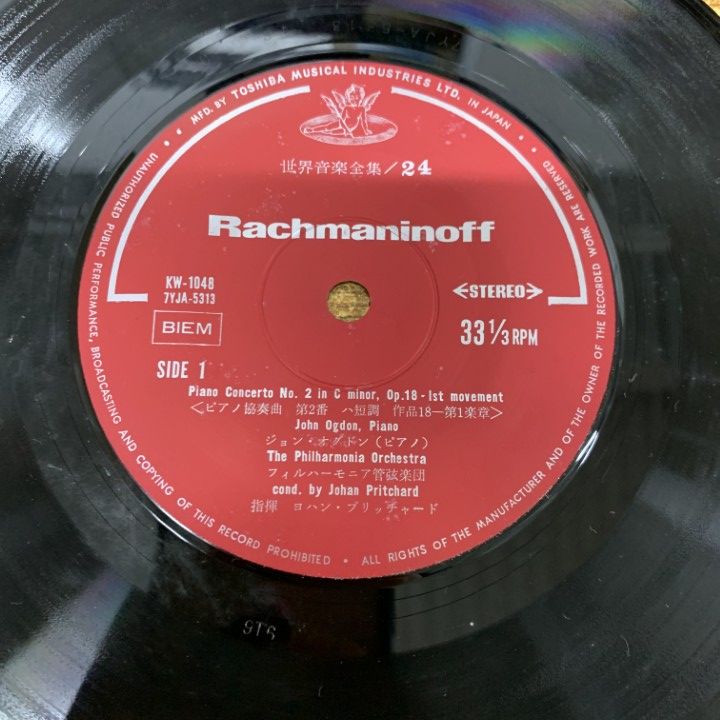 MFD. BY TOSHIBA MUSICAL INDUSTRIES LTD. IN JAPAN
世界音楽全集/24
Rachmaninoff
KW-1048
7YJA-5313
BIEM
STEREO
33 1/3 RPM
SIDE 1
Piano Concerto No. 2 in C minor, Op.18 - Ist movement
<ピアノ協奏曲 第2番 ハ短調 作品18—第1楽章>
John Ogdon, Piano
ジョン・オグドン(ピアノ)
The Philharmonia Orchestra
フィルハーモニア管弦楽団
cond. by Johan Pritchard
指揮 ヨハン・プリッチャード
UNAUTHORIZED PUBLIC PERFORMANCE, BROADCASTING AND COPYING OF THIS RECORD PROHIBITED • ALL RIGHTS OF THE MANUFACTURER AND OF THE OWNER OF THE RECORDED WORK ARE RESERVED